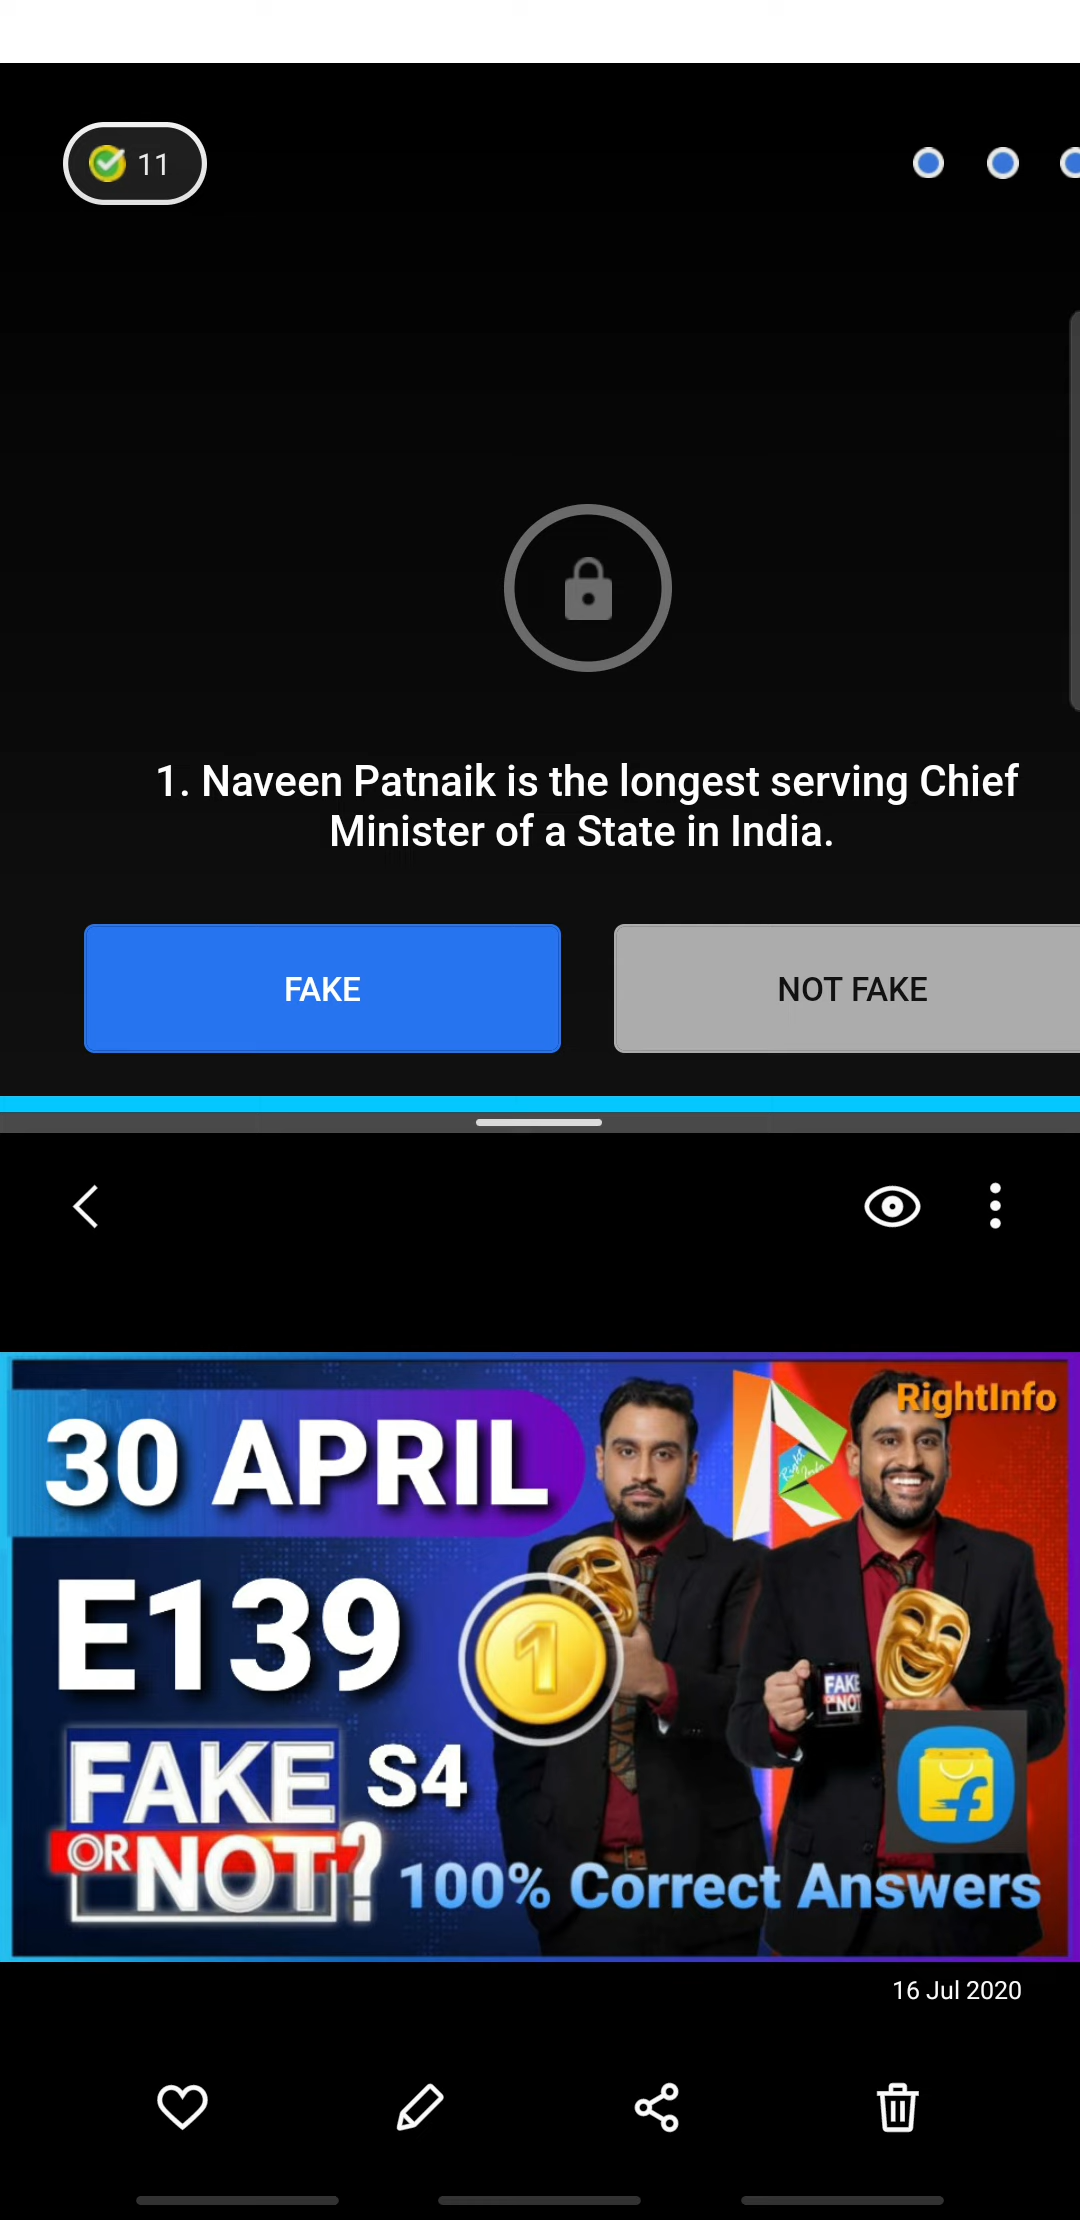 11
1. Naveen Patnaik is the longest serving Chief
Minister of a State in India.
FAKE
NOT FAKE
RightInfo
30 APRIL
E139
1
FAKE
OR NOT?
S4
FAKE
OR NOT
f
100% Correct Answers
16 Jul 2020